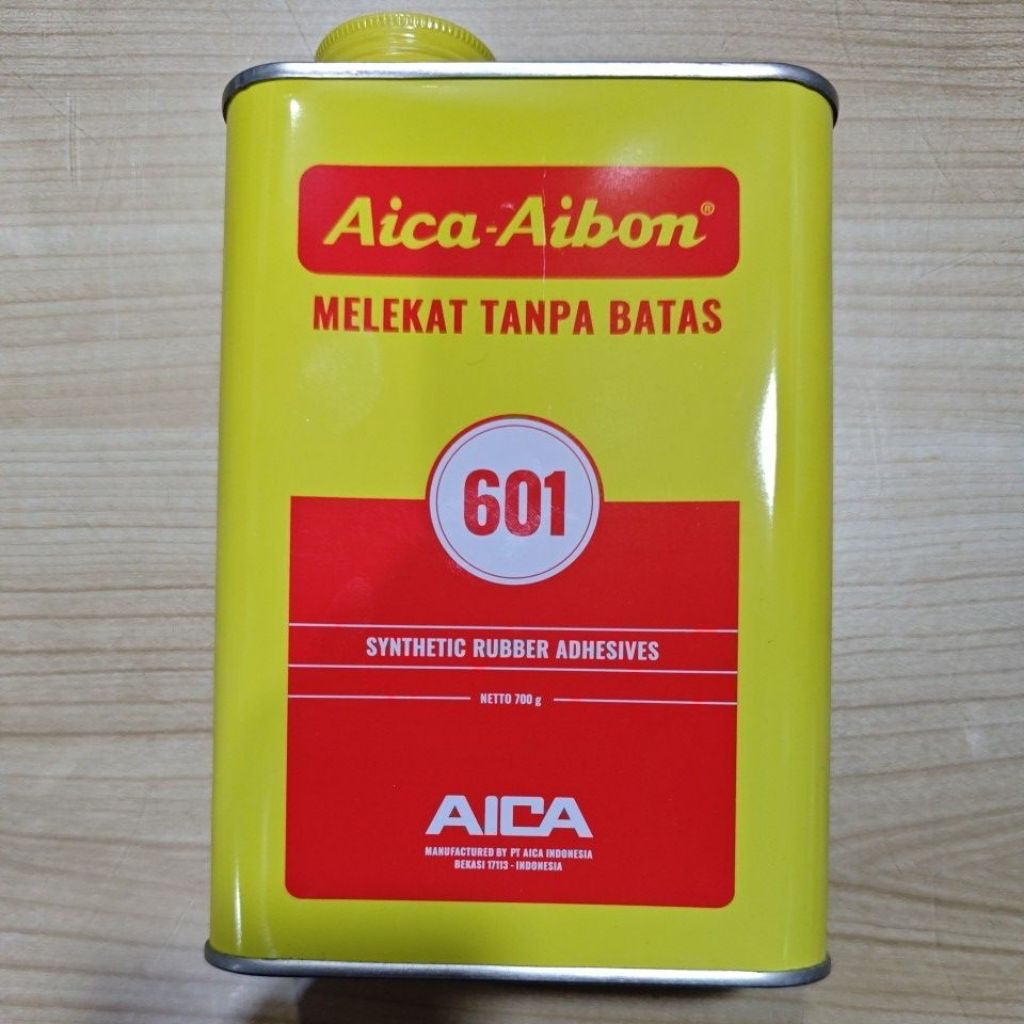 Aica-Aibon®
MELEKAT TANPA BATAS
601
SYNTHETIC RUBBER ADHESIVES
NETTO 700 g
AICA
MANUFACTURED BY PT AICA INDONESIA
BEKASI 17113 - INDONESIA